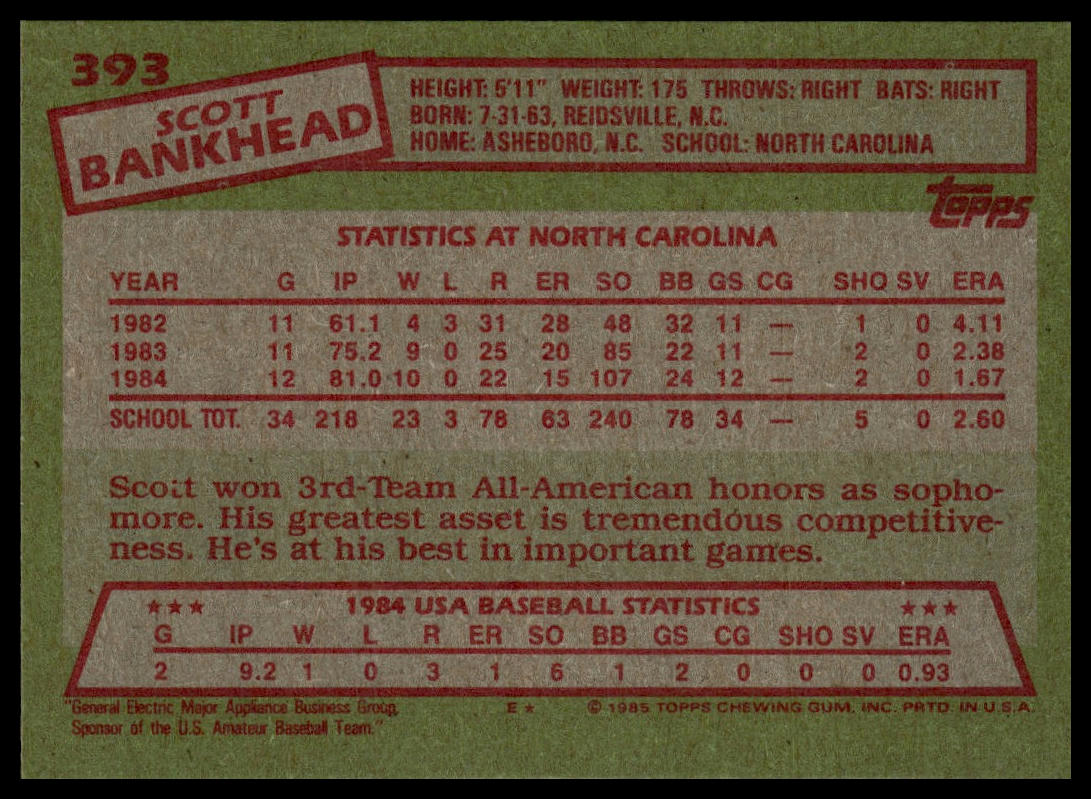 393
SCOTT
BANKHEAD
HEIGHT: 5'11" WEIGHT: 175 THROWS: RIGHT BATS: RIGHT
BORN: 7-31-63, REIDSVILLE, N.C.
HOME: ASHEBORO, N.C. SCHOOL: NORTH CAROLINA
topps
STATISTICS AT NORTH CAROLINA
YEAR G IP W L R ER SO BB GS CG SHO SV ERA
1982 11 61.1 4 3 31 28 48 32 11 — 1 0 4.11
1983 11 75.2 9 0 25 20 85 22 11 — 2 0 2.38
1984 12 81.0 10 0 22 15 107 24 12 — 2 0 1.67
SCHOOL TOT. 34 218 23 3 78 63 240 78 34 — 5 0 2.60
Scott won 3rd-Team All-American honors as sopho-
more. His greatest asset is tremendous competitive-
ness. He's at his best in important games.
★★★ 1984 USA BASEBALL STATISTICS ★★★
G IP W L R ER SO BB GS CG SHO SV ERA
2 9.2 1 0 3 1 6 1 2 0 0 0 0.93
"General Electric Major Appliance Business Group, E ★ © 1985 TOPPS CHEWING GUM, INC. PRTD. IN U.S.A.
Sponsor of the U.S. Amateur Baseball Team."